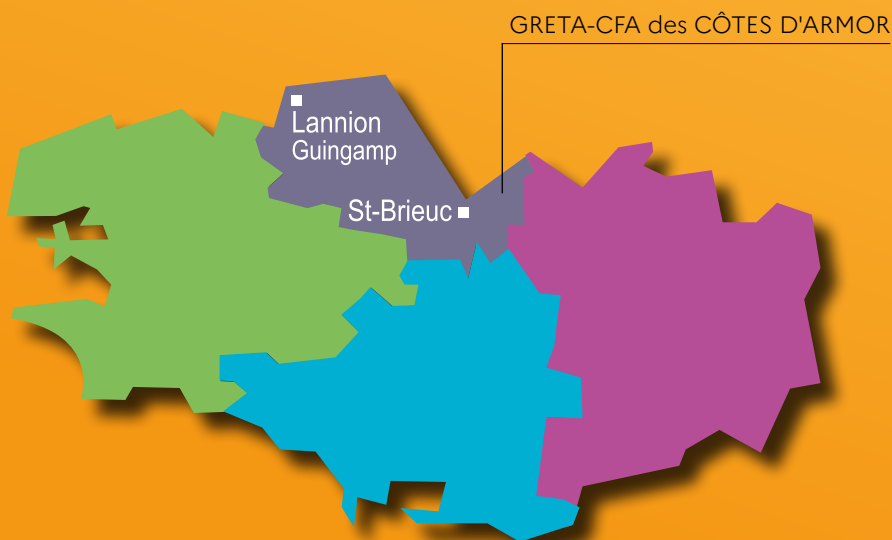 GRETA-CFA des CÔTES D'ARMOR
Lannion
Guingamp
St-Brieuc